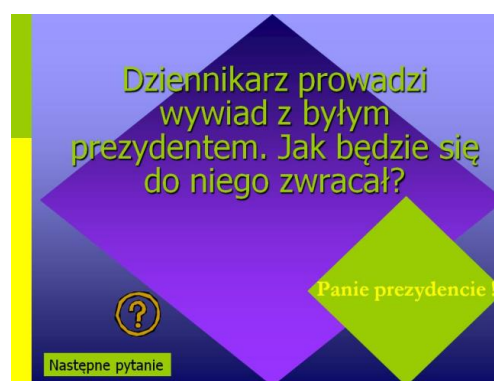 Dziennikarz prowadzi
wywiad z byłym
prezydentem. Jak będzie się
do niego zwracał?
Panie prezydencie !
?
Następne pytanie